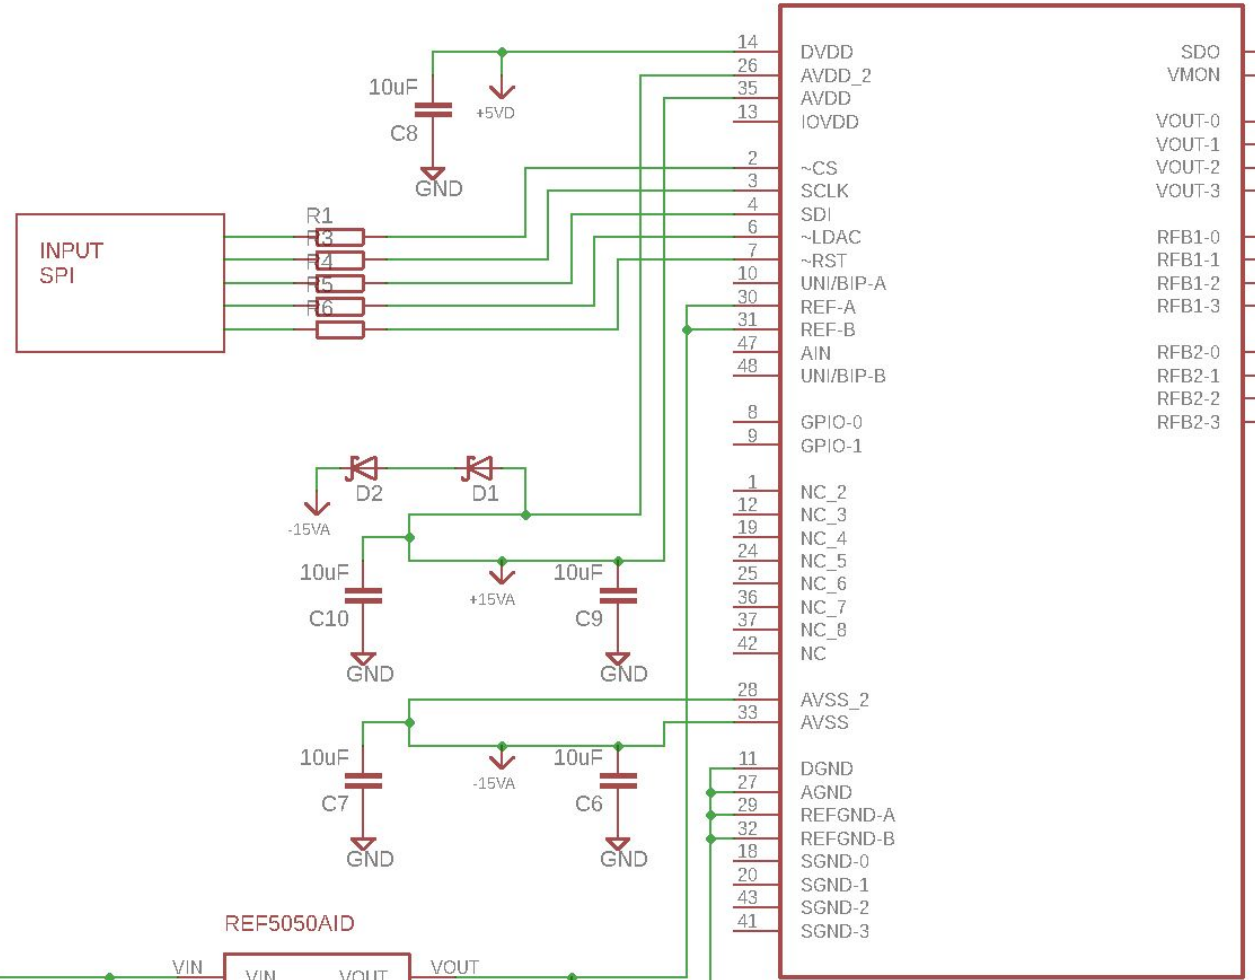 14 DVDD SDO
26 AVDD_2 VMON
35 AVDD
13 IOVDD VOUT-0
VOUT-1
2 ~CS VOUT-2
3 SCLK VOUT-3
4 SDI
6 ~LDAC RFB1-0
7 ~RST RFB1-1
10 UNI/BIP-A RFB1-2
30 REF-A RFB1-3
31 REF-B
47 AIN RFB2-0
48 UNI/BIP-B RFB2-1
RFB2-2
8 GPIO-0 RFB2-3
9 GPIO-1
1 NC_2
12 NC_3
19 NC_4
24 NC_5
25 NC_6
36 NC_7
37 NC_8
42 NC
28 AVSS_2
33 AVSS
11 DGND
27 AGND
29 REFGND-A
32 REFGND-B
18 SGND-0
20 SGND-1
43 SGND-2
41 SGND-3
10uF
C8
+5VD
GND
INPUT
SPI
R1
R3
R4
R5
R6
D2
D1
-15VA
10uF
C10
GND
+15VA
10uF
C9
GND
10uF
C7
GND
-15VA
10uF
C6
GND
REF5050AID
VIN
VIN
VOUT
VOUT